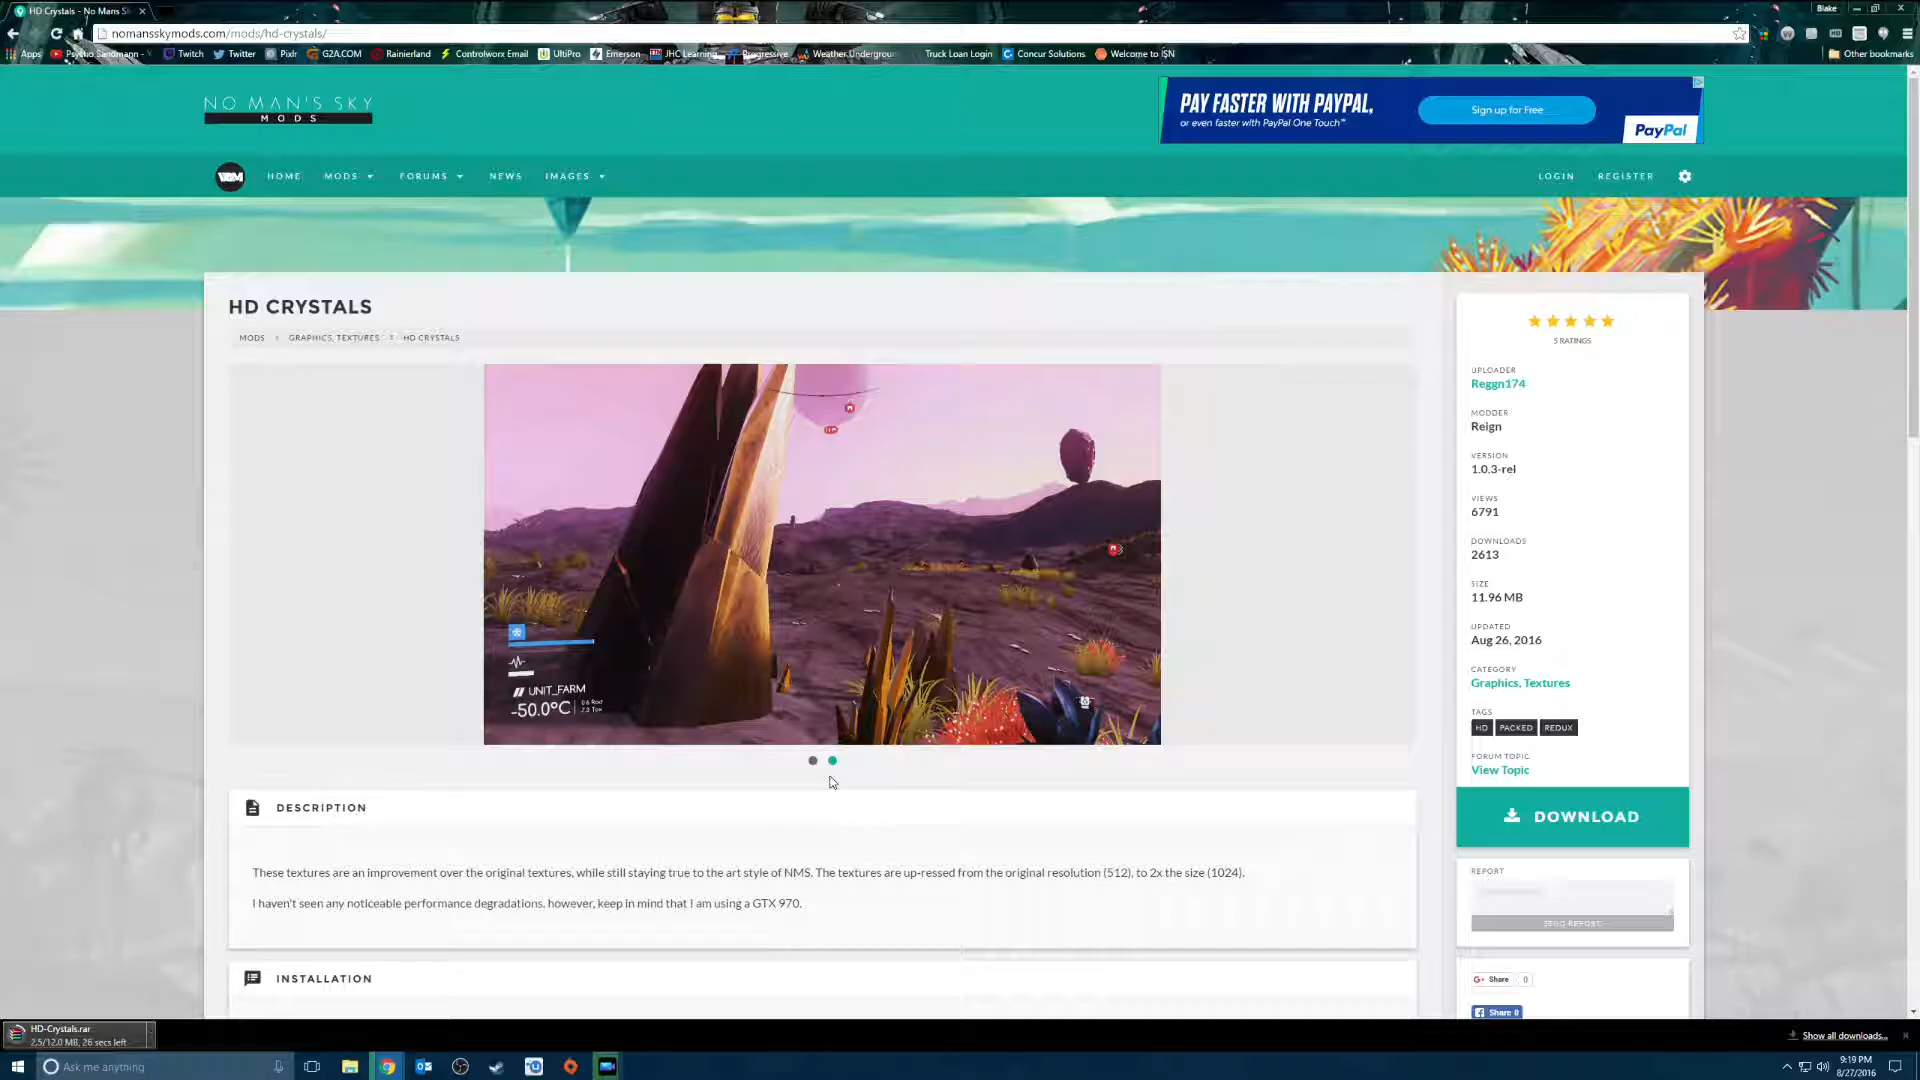 HD Crystals - No Mans S
Blake
nomansskymods.com/mods/hd-crystals/
Apps
Psycho Sandmann -
Twitch
Twitter
Pixlr
G2A.COM
Rainierland
Controlworx Email
UltiPro
Emerson
JHC Learning
Progressive
Weather Undergrou
Truck Loan Login
Concur Solutions
Welcome to ISN
Other bookmarks
NO MAN'S SKY
MODS
PAY FASTER WITH PAYPAL,
or even faster with PayPal One Touch™
Sign up for Free
PayPal
HOME
MODS
FORUMS
NEWS
IMAGES
LOGIN
REGISTER
HD CRYSTALS
MODS
GRAPHICS, TEXTURES
HD CRYSTALS
5 RATINGS
UPLOADER
Reggn174
MODDER
Reign
VERSION
1.0.3-rel
VIEWS
6791
DOWNLOADS
2613
SIZE
11.96 MB
UPDATED
Aug 26, 2016
CATEGORY
Graphics, Textures
TAGS
HD PACKED REDUX
FORUM TOPIC
View Topic
DOWNLOAD
UNIT_FARM
-50.0°C
DESCRIPTION
These textures are an improvement over the original textures, while still staying true to the art style of NMS. The textures are up-ressed from the original resolution (512), to 2x the size (1024).
I haven't seen any noticeable performance degradations, however, keep in mind that I am using a GTX 970.
REPORT
SEND REPORT
INSTALLATION
G+ Share 0
Share 0
HD-Crystals.rar
2.5/12.0 MB, 26 secs left
Show all downloads...
Ask me anything
9:19 PM
8/27/2016